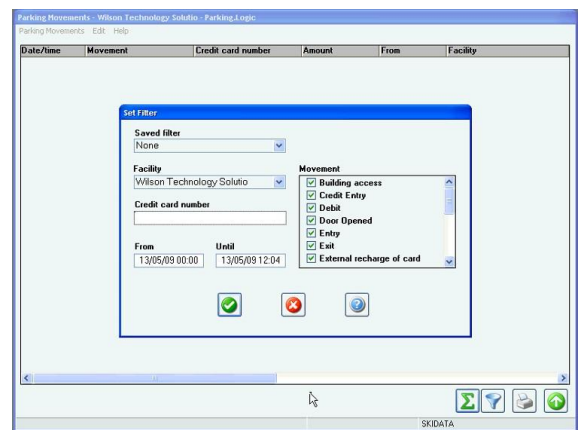 Parking Movements - Wilson Technology Solutio - Parking.Logic
Parking Movements Edit Help
Date/time Movement Credit card number Amount From Facility
Set Filter
Saved filter
None
Facility
Wilson Technology Solutio
Credit card number
From Until
13/05/09 00:00 13/05/09 12:04
Movement
Building access
Credit Entry
Debit
Door Opened
Entry
Exit
External recharge of card
SKIDATA